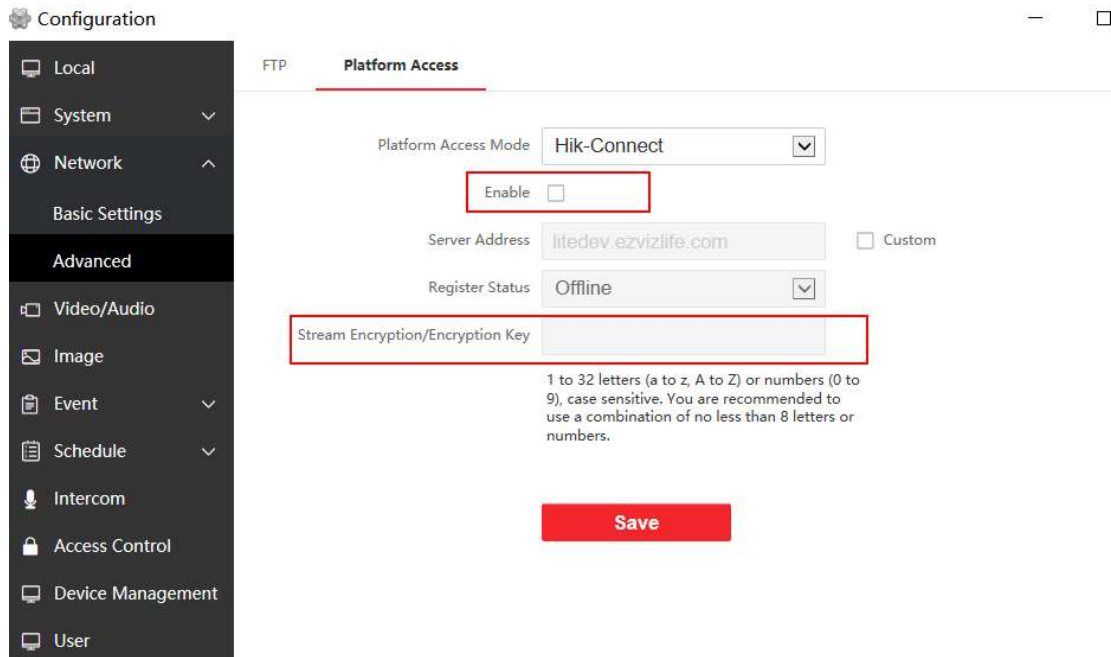 Configuration
Local
System
Network
Basic Settings
Advanced
Video/Audio
Image
Event
Schedule
Intercom
Access Control
Device Management
User
FTP
Platform Access
Platform Access Mode
Hik-Connect
Enable
Server Address
litedev.ezvizlife.com
Custom
Register Status
Offline
Stream Encryption/Encryption Key
1 to 32 letters (a to z, A to Z) or numbers (0 to
9), case sensitive. You are recommended to
use a combination of no less than 8 letters or
numbers.
Save